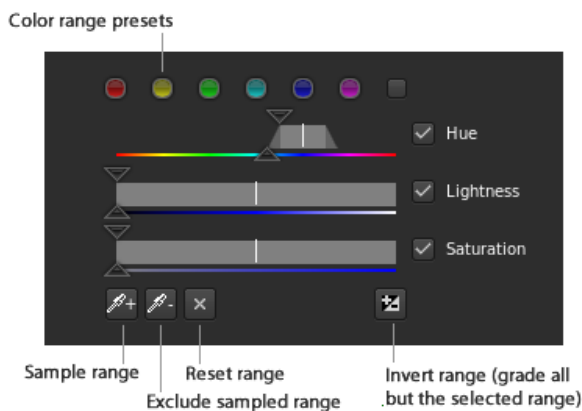 Color range presets
Hue
Lightness
Saturation
Sample range
Reset range
Invert range (grade all
Exclude sampled range
.but the selected range)